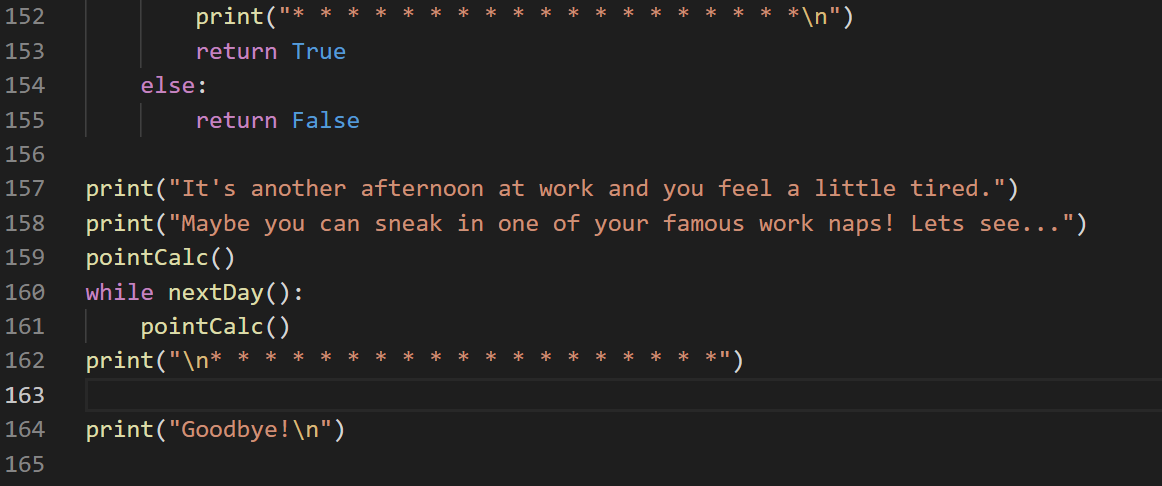 152 print("* * * * * * * * * * * * * * * * * * *\n")
153 return True
154 else:
155 return False
156
157 print("It's another afternoon at work and you feel a little tired.")
158 print("Maybe you can sneak in one of your famous work naps! Lets see...")
159 pointCalc()
160 while nextDay():
161 pointCalc()
162 print("\n* * * * * * * * * * * * * * * * * * *")
163
164 print("Goodbye!\n")
165